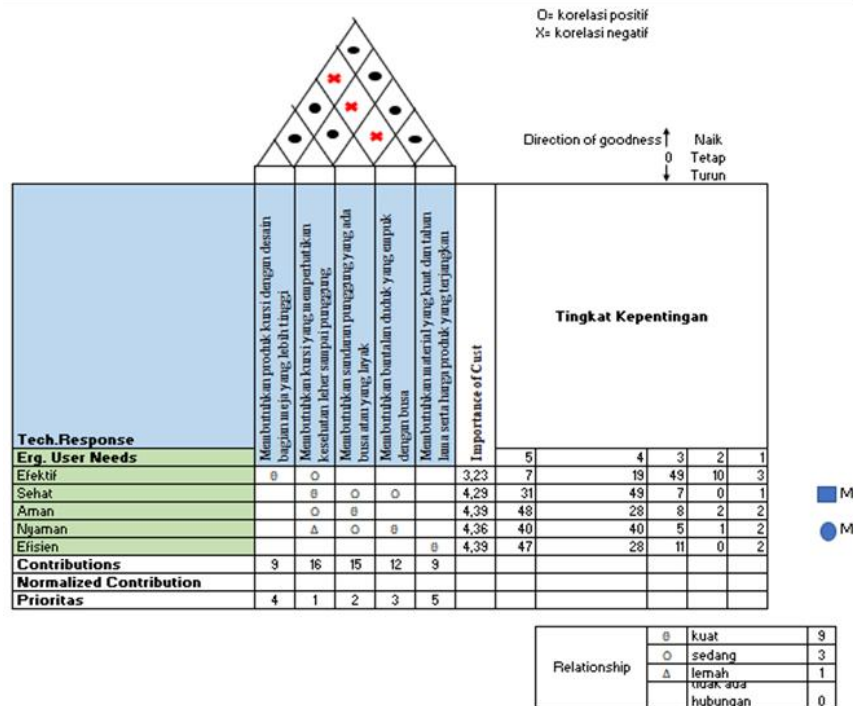 O= korelasi positif
X= korelasi negatif
Direction of goodness ↑ Naik
0 Tetap
↓ Turun
Membutuhkan produk kursi dengan desain
bagian meja yang lebih tinggi
Membutuhkan kursi yang memperhatikan
kesehatan leher sampai punggung
Membutuhkan sandaran punggung yang ada
busa atau yang layak
Membutuhkan bantalan duduk yang empuk
dengan busa
Membutuhkan material yang kuat dan tahan
lama serta harga produk yang terjangkau
Importance of Cust
Tingkat Kepentingan
Tech.Response
Erg. User Needs 5 4 3 2 1
Efektif θ O 3,23 7 19 49 10 3
Sehat θ O O 4,29 31 49 7 0 1
Aman O θ 4,39 48 28 8 2 2
Nyaman Δ O θ 4,36 40 40 5 1 2
Efisien θ 4,39 47 28 11 0 2
Contributions 9 16 15 12 9
Normalized Contribution
Prioritas 4 1 2 3 5
M
M
Relationship
θ kuat 9
O sedang 3
Δ lemah 1
tidak ada
hubungan 0